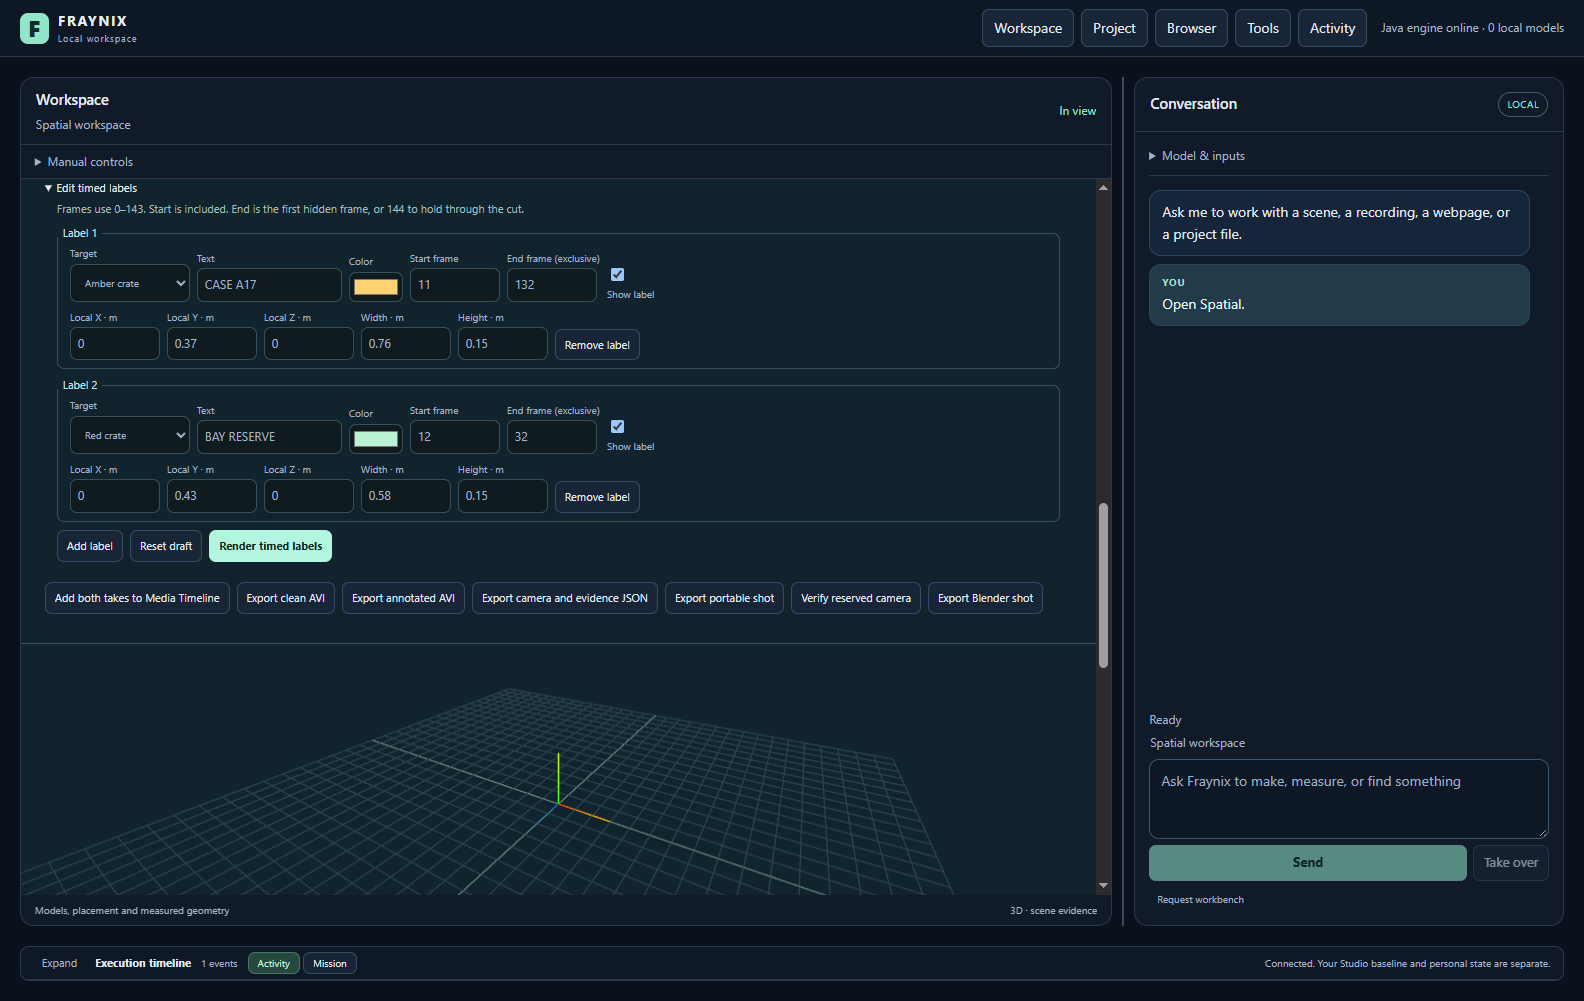 F
FRAYNIX
Local workspace
Workspace
Project
Browser
Tools
Activity
Java engine online · 0 local models
Workspace
Spatial workspace
In view
Manual controls
Edit timed labels
Frames use 0–143. Start is included. End is the first hidden frame, or 144 to hold through the cut.
Label 1
Target
Text
Color
Start frame
End frame (exclusive)
Amber crate
CASE A17
11
132
Show label
Local X · m
Local Y · m
Local Z · m
Width · m
Height · m
0
0.37
0
0.76
0.15
Remove label
Label 2
Target
Text
Color
Start frame
End frame (exclusive)
Red crate
BAY RESERVE
12
32
Show label
Local X · m
Local Y · m
Local Z · m
Width · m
Height · m
0
0.43
0
0.58
0.15
Remove label
Add label
Reset draft
Render timed labels
Add both takes to Media Timeline
Export clean AVI
Export annotated AVI
Export camera and evidence JSON
Export portable shot
Verify reserved camera
Export Blender shot
Models, placement and measured geometry
3D · scene evidence
Conversation
LOCAL
Model & inputs
Ask me to work with a scene, a recording, a webpage, or
a project file.
YOU
Open Spatial.
Ready
Spatial workspace
Ask Fraynix to make, measure, or find something
Send
Take over
Request workbench
Expand
Execution timeline
1 events
Activity
Mission
Connected. Your Studio baseline and personal state are separate.